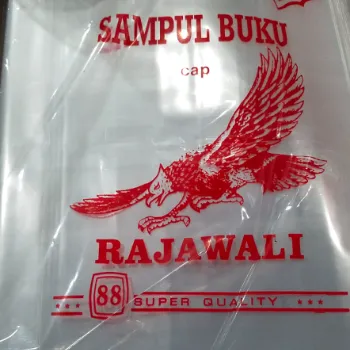 SAMPUL BUKU
cap
RAJAWALI
88 SUPER QUALITY